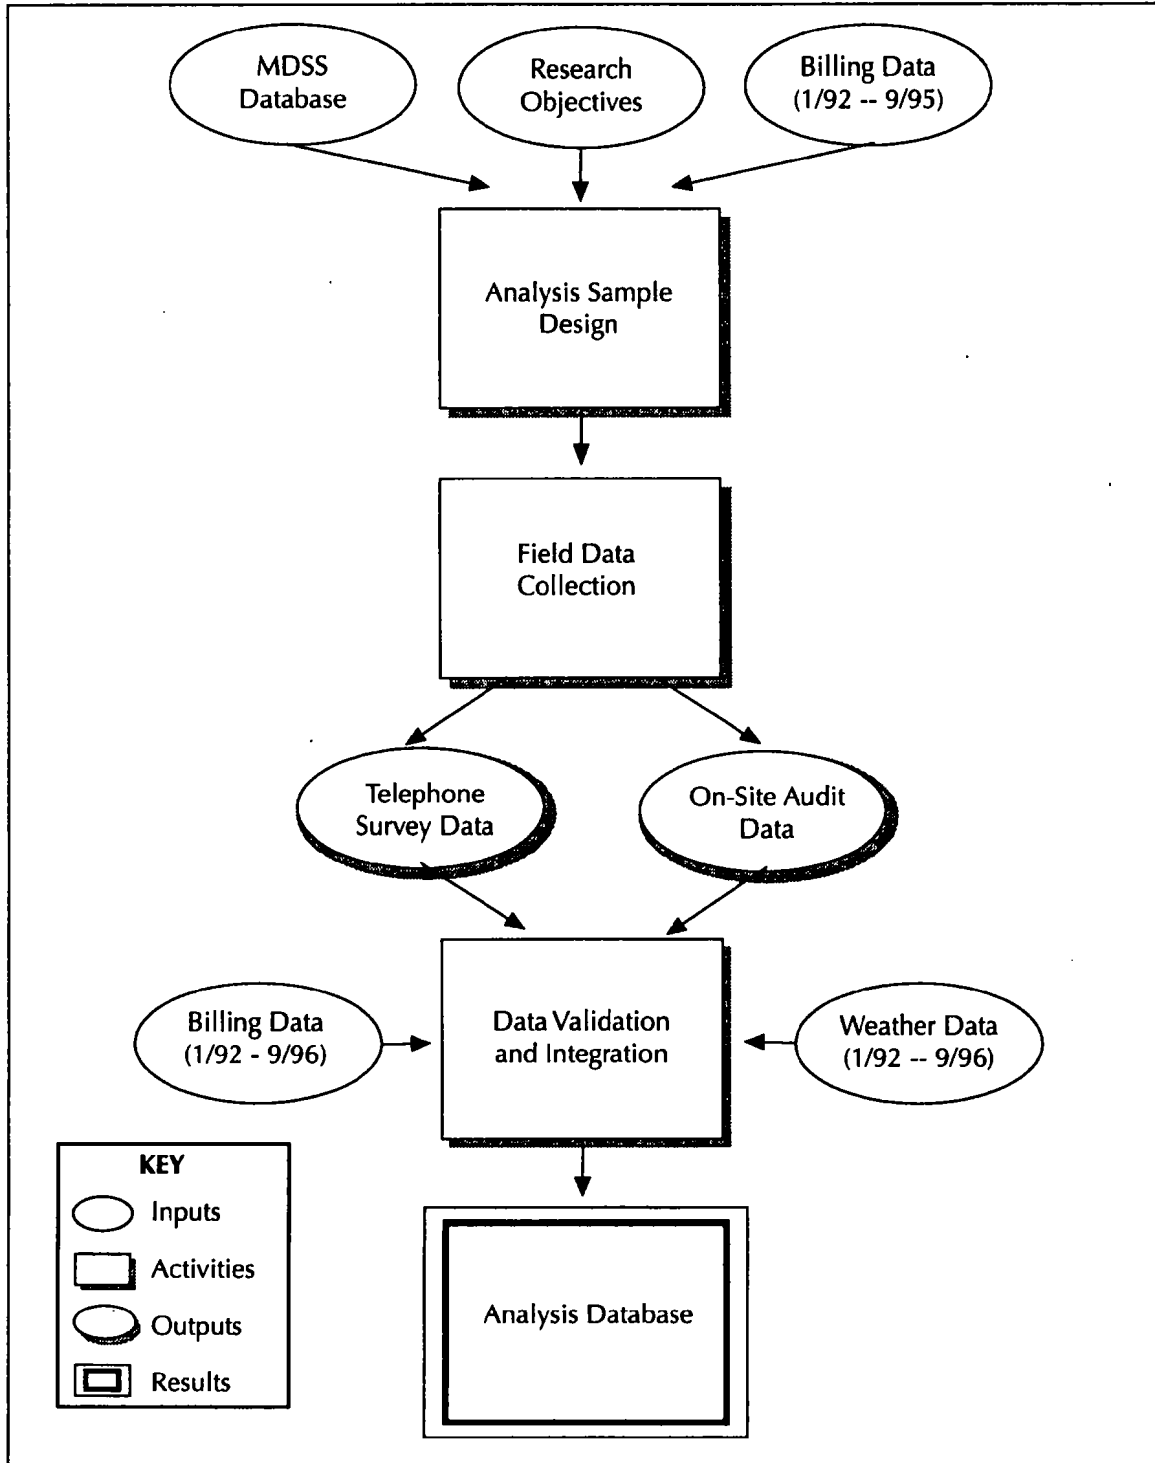 MDSS
Database
Research
Objectives
Billing Data
(1/92 -- 9/95)
Analysis Sample
Design
Field Data
Collection
Telephone
Survey Data
On-Site Audit
Data
Billing Data
(1/92 - 9/96)
Data Validation
and Integration
Weather Data
(1/92 -- 9/96)
KEY
Inputs
Activities
Outputs
Results
Analysis Database